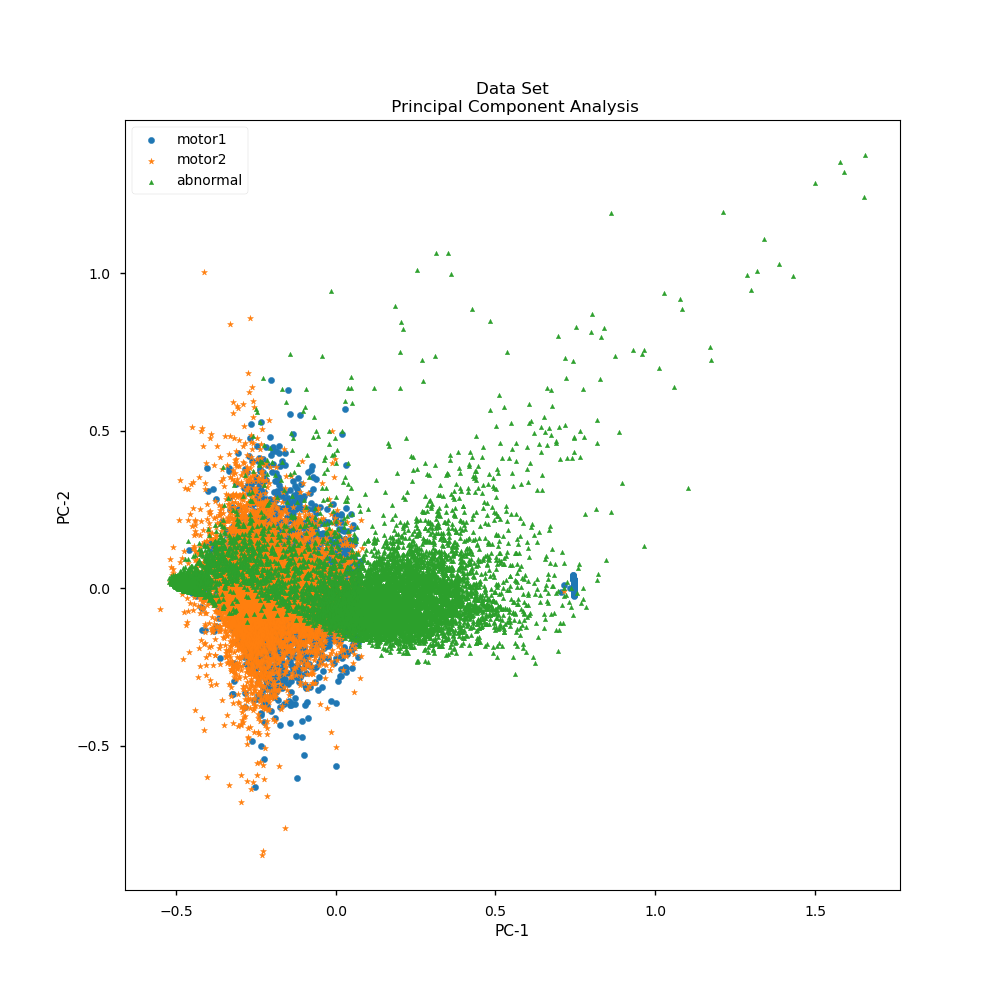 Data Set
Principal Component Analysis
motor1
motor2
abnormal
1.0
0.5
0.0
−0.5
PC-2
−0.5
0.0
0.5
1.0
1.5
PC-1